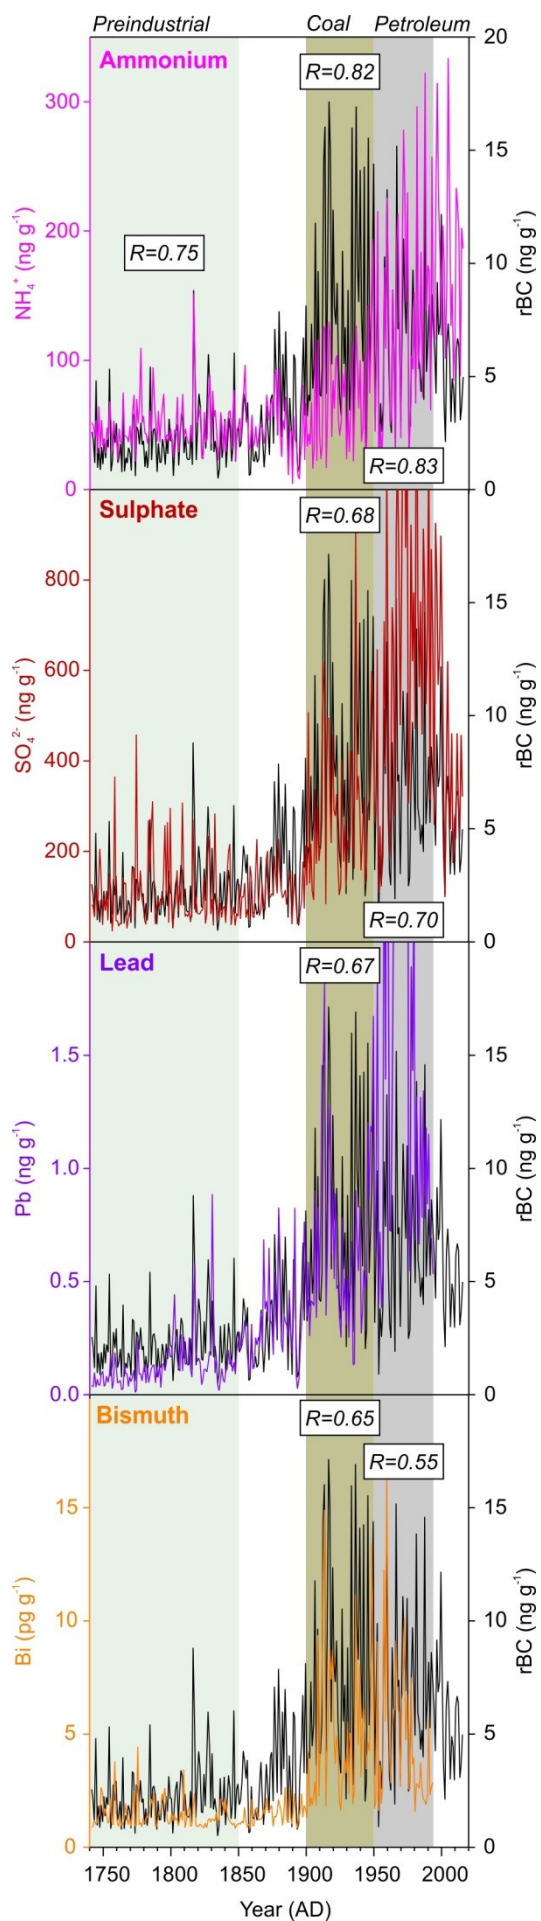 Preindustrial Coal Petroleum
Ammonium
R=0.82
R=0.75
R=0.83
NH₄⁺ (ng g⁻¹)
300
200
100
0
rBC (ng g⁻¹)
20
15
10
5
0
Sulphate
R=0.68
R=0.70
SO₄²⁻ (ng g⁻¹)
800
600
400
200
0
rBC (ng g⁻¹)
15
10
5
0
Lead
R=0.67
Pb (ng g⁻¹)
1.5
1.0
0.5
0.0
rBC (ng g⁻¹)
15
10
5
0
Bismuth
R=0.65
R=0.55
Bi (pg g⁻¹)
15
10
5
0
rBC (ng g⁻¹)
15
10
5
0
1750 1800 1850 1900 1950 2000
Year (AD)